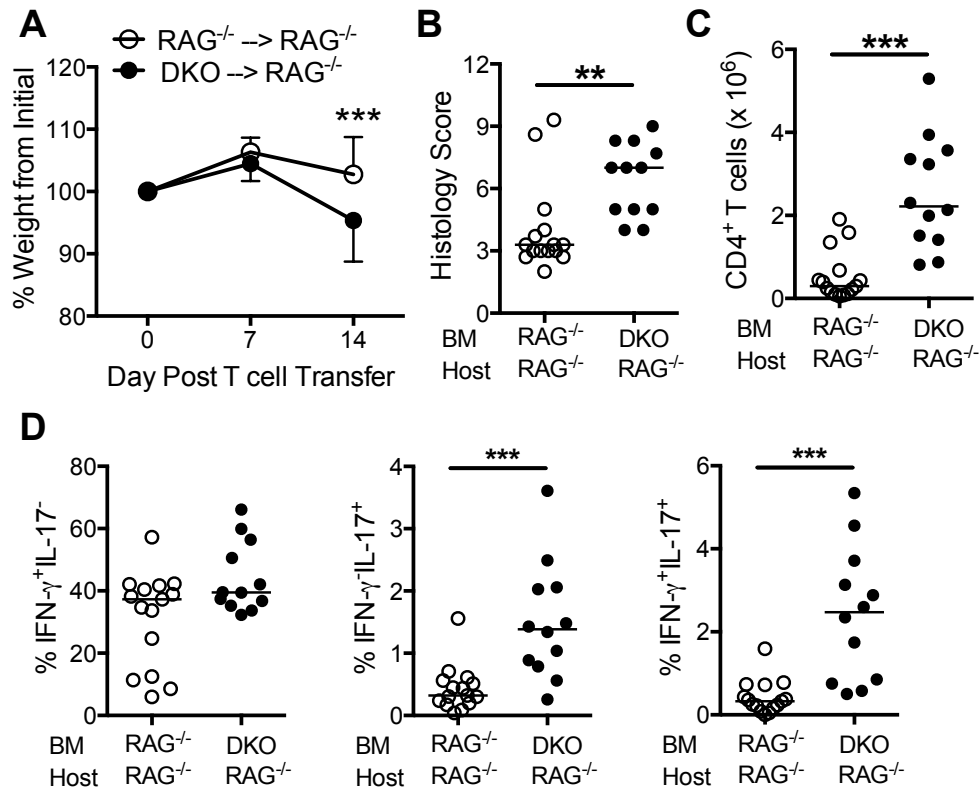 A
RAG⁻/⁻ --> RAG⁻/⁻
DKO --> RAG⁻/⁻
120
110
100
90
80
% Weight from Initial
***
0 7 14
Day Post T cell Transfer
B
12
9
6
3
0
Histology Score
**
BM RAG⁻/⁻ DKO
Host RAG⁻/⁻ RAG⁻/⁻
C
6
4
2
0
CD4⁺ T cells (x 10⁶)
***
BM RAG⁻/⁻ DKO
Host RAG⁻/⁻ RAG⁻/⁻
D
80
60
40
20
0
% IFN-γ⁺IL-17⁻
BM RAG⁻/⁻ DKO
Host RAG⁻/⁻ RAG⁻/⁻
4
3
2
1
0
% IFN-γ⁻IL-17⁺
***
BM RAG⁻/⁻ DKO
Host RAG⁻/⁻ RAG⁻/⁻
6
4
2
0
% IFN-γ⁺IL-17⁺
***
BM RAG⁻/⁻ DKO
Host RAG⁻/⁻ RAG⁻/⁻